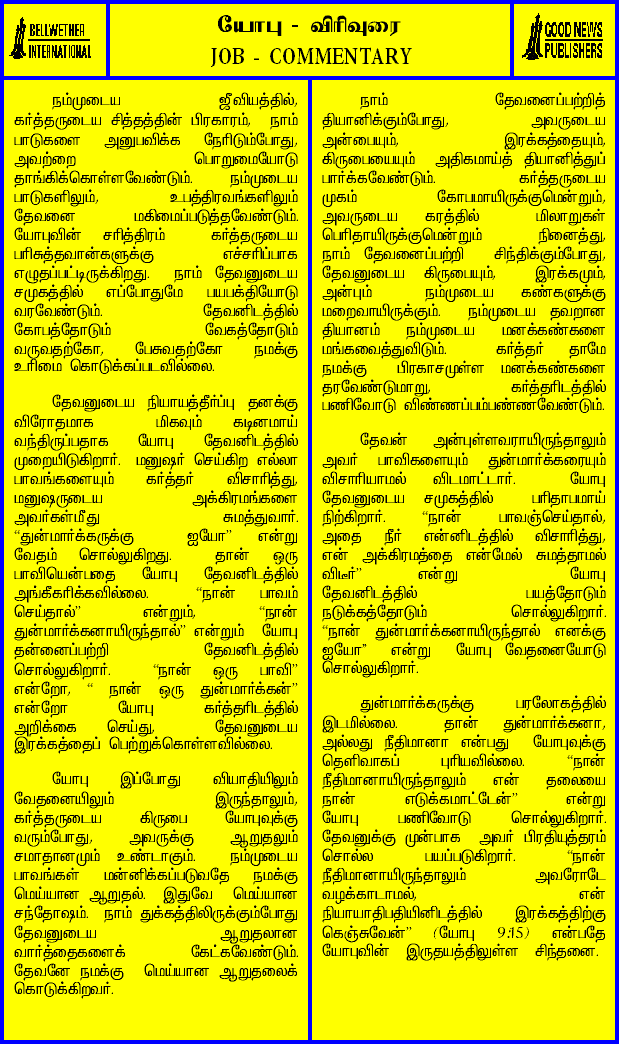 BELLWETHER
INTERNATIONAL
யோபு - விரிவுரை
JOB - COMMENTARY
GOOD NEWS
PUBLISHERS
நம்முடைய ஜீவியத்தில்,
கர்த்தருடைய சித்தத்தின் பிரகாரம், நாம்
பாடுகளை அனுபவிக்க நேரிடும்போது,
அவற்றை பொறுமையோடு
தாங்கிக்கொள்ளவேண்டும். நம்முடைய
பாடுகளிலும், உபத்திரவங்களிலும்
தேவனை மகிமைப்படுத்தவேண்டும்.
யோபுவின் சரித்திரம் கர்த்தருடைய
பரிசுத்தவான்களுக்கு எச்சரிப்பாக
எழுதப்பட்டிருக்கிறது. நாம் தேவனுடைய
சமுகத்தில் எப்போதுமே பயபக்தியோடு
வரவேண்டும். தேவனிடத்தில்
கோபத்தோடும் வேகத்தோடும்
வருவதற்கோ, பேசுவதற்கோ நமக்கு
உரிமை கொடுக்கப்படவில்லை.
தேவனுடைய நியாயத்தீர்ப்பு தனக்கு
விரோதமாக மிகவும் கடினமாய்
வந்திருப்பதாக யோபு தேவனிடத்தில்
முறையிடுகிறார். மனுஷர் செய்கிற எல்லா
பாவங்களையும் கர்த்தர் விசாரித்து,
மனுஷருடைய அக்கிரமங்களை
அவர்கள்மீது சுமத்துவார்.
“துன்மார்க்கருக்கு ஐயோ” என்று
வேதம் சொல்லுகிறது. தான் ஒரு
பாவியென்பதை யோபு தேவனிடத்தில்
அங்கீகரிக்கவில்லை. “நான் பாவம்
செய்தால்” என்றும், “நான்
துன்மார்க்கனாயிருந்தால்” என்றும் யோபு
தன்னைப்பற்றி தேவனிடத்தில்
சொல்லுகிறார். “நான் ஒரு பாவி”
என்றோ, “ நான் ஒரு துன்மார்க்கன்”
என்றோ யோபு கர்த்தரிடத்தில்
அறிக்கை செய்து, தேவனுடைய
இரக்கத்தைப் பெற்றுக்கொள்ளவில்லை.
யோபு இப்போது வியாதியிலும்
வேதனையிலும் இருந்தாலும்,
கர்த்தருடைய கிருபை யோபுவுக்கு
வரும்போது, அவருக்கு ஆறுதலும்
சமாதானமும் உண்டாகும். நம்முடைய
பாவங்கள் மன்னிக்கப்படுவதே நமக்கு
மெய்யான ஆறுதல். இதுவே மெய்யான
சந்தோஷம். நாம் துக்கத்திலிருக்கும்போது
தேவனுடைய ஆறுதலான
வார்த்தைகளைக் கேட்கவேண்டும்.
தேவனே நமக்கு மெய்யான ஆறுதலைக்
கொடுக்கிறவர்.
நாம் தேவனைப்பற்றித்
தியானிக்கும்போது, அவருடைய
அன்பையும், இரக்கத்தையும்,
கிருபையையும் அதிகமாய்த் தியானித்துப்
பார்க்கவேண்டும். கர்த்தருடைய
முகம் கோபமாயிருக்குமென்றும்,
அவருடைய கரத்தில் மிலாறுகள்
பெரிதாயிருக்குமென்றும் நினைத்து,
நாம் தேவனைப்பற்றி சிந்திக்கும்போது,
தேவனுடைய கிருபையும், இரக்கமும்,
அன்பும் நம்முடைய கண்களுக்கு
மறைவாயிருக்கும். நம்முடைய தவறான
தியானம் நம்முடைய மனக்கண்களை
மங்கவைத்துவிடும். கர்த்தர் தாமே
நமக்கு பிரகாசமுள்ள மனக்கண்களை
தரவேண்டுமாறு, கர்த்தரிடத்தில்
பணிவோடு விண்ணப்பம்பண்ணவேண்டும்.
தேவன் அன்புள்ளவராயிருந்தாலும்
அவர் பாவிகளையும் துன்மார்க்கரையும்
விசாரியாமல் விடமாட்டார். யோபு
தேவனுடைய சமுகத்தில் பரிதாபமாய்
நிற்கிறார். “நான் பாவஞ்செய்தால்,
அதை நீர் என்னிடத்தில் விசாரித்து,
என் அக்கிரமத்தை என்மேல் சுமத்தாமல்
விடீர்” என்று யோபு
தேவனிடத்தில் பயத்தோடும்
நடுக்கத்தோடும் சொல்லுகிறார்.
“நான் துன்மார்க்கனாயிருந்தால் எனக்கு
ஐயோ” என்று யோபு வேதனையோடு
சொல்லுகிறார்.
துன்மார்க்கருக்கு பரலோகத்தில்
இடமில்லை. தான் துன்மார்க்கனா,
அல்லது நீதிமானா என்பது யோபுவுக்கு
தெளிவாகப் புரியவில்லை. “நான்
நீதிமானாயிருந்தாலும் என் தலையை
நான் எடுக்கமாட்டேன்” என்று
யோபு பணிவோடு சொல்லுகிறார்.
தேவனுக்கு முன்பாக அவர் பிரதியுத்தரம்
சொல்ல பயப்படுகிறார். “நான்
நீதிமானாயிருந்தாலும் அவரோடே
வழக்காடாமல், என்
நியாயாதிபதியினிடத்தில் இரக்கத்திற்கு
கெஞ்சுவேன்” (யோபு 9:15) என்பதே
யோபுவின் இருதயத்திலுள்ள சிந்தனை.